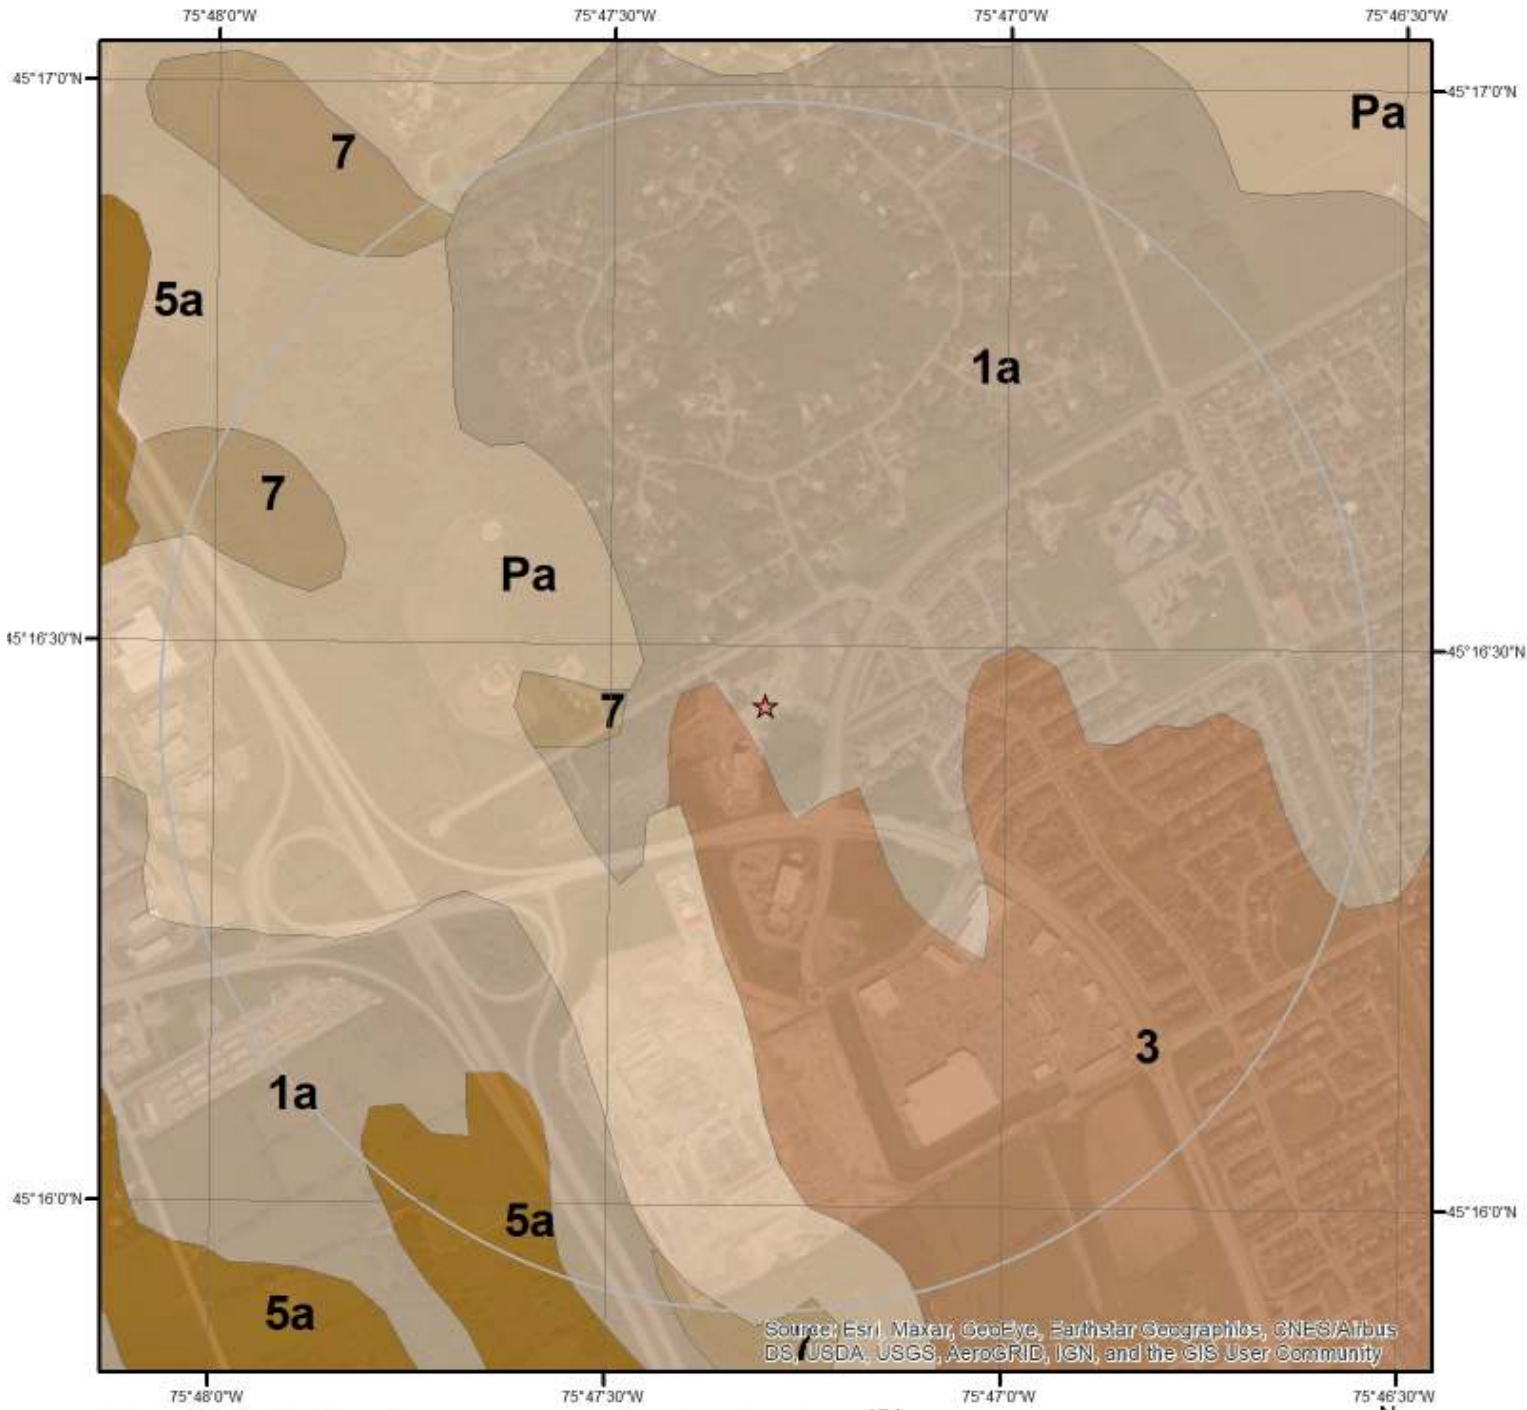 75°48'0"W 75°47'30"W 75°47'0"W 75°46'30"W
45°17'0"N 45°17'0"N
Pa
7
5a
1a
7
Pa
45°16'30"N 45°16'30"N
7
3
1a
45°16'0"N 45°16'0"N
5a
5a
7
Source: Esri, Maxar, GeoEye, Earthstar Geographics, CNES/Airbus
DS, USDA, USGS, AeroGRID, IGN, and the GIS User Community
75°48'0"W 75°47'30"W 75°47'0"W 75°46'30"W